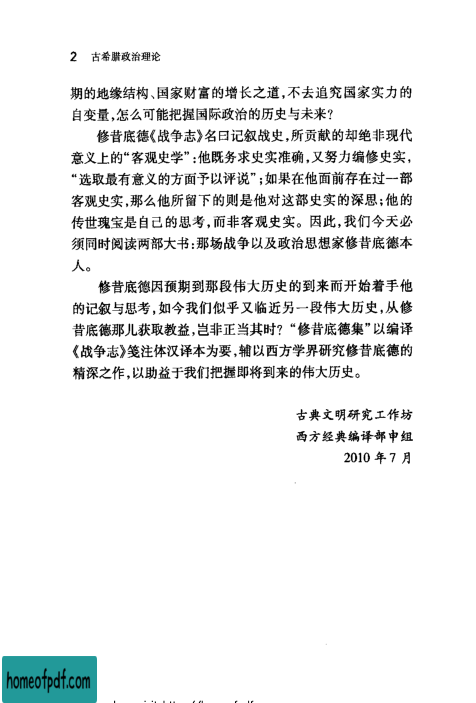 2 古希腊政治理论
期的地缘结构、国家财富的增长之道,不去追究国家实力的
自变量,怎么可能把握国际政治的历史与未来?
修昔底德《战争志》名曰记叙战史,所贡献的却绝非现代
意义上的“客观史学”:他既务求史实准确,又努力编修史实,
“选取最有意义的方面予以评说”;如果在他面前存在过一部
客观史实,那么他所留下的则是他对这部史实的深思;他的
传世瑰宝是自己的思考,而非客观史实。因此,我们今天必
须同时阅读两部大书:那场战争以及政治思想家修昔底德本
人。
修昔底德因预期到那段伟大历史的到来而开始着手他
的记叙与思考,如今我们似乎又临近另一段伟大历史,从修
昔底德那儿获取教益,岂非正当其时?“修昔底德集”以编译
《战争志》笺注体汉译本为要,辅以西方学界研究修昔底德的
精深之作,以助益于我们把握即将到来的伟大历史。
古典文明研究工作坊
西方经典编译部申组
2010 年 7 月
homeofpdf.com